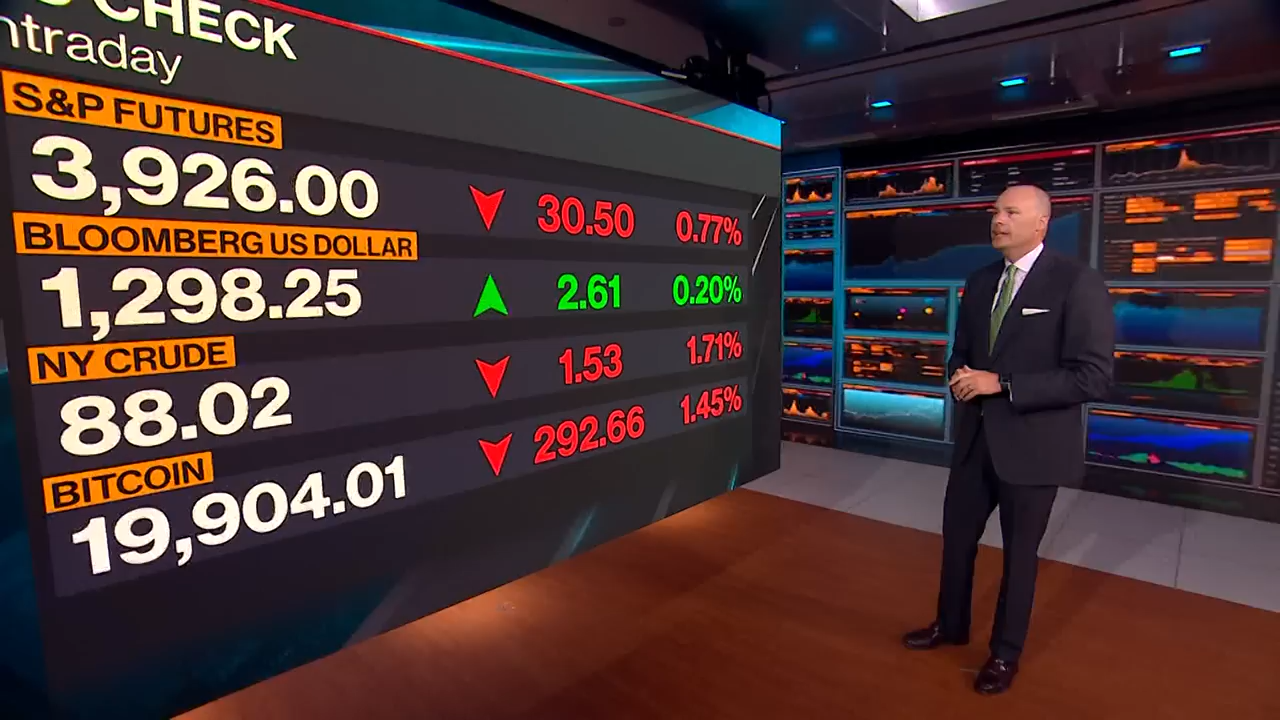 CHECK
ntraday
S&P FUTURES
3,926.00 30.50 0.77%
BLOOMBERG US DOLLAR
1,298.25 2.61 0.20%
NY CRUDE
88.02 1.53 1.71%
BITCOIN
19,904.01 292.66 1.45%